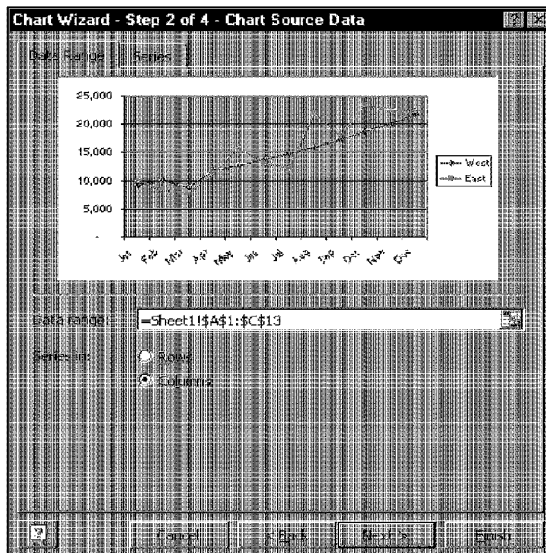 Chart Wizard - Step 2 of 4 - Chart Source Data
Data Range Series
25,000
20,000
15,000
10,000
5,000
-
Jan Feb Mar Apr May Jun Jul Aug Sep Oct Nov Dec
West
East
Data range: =Sheet1!$A$1:$C$13
Series in: Rows
Columns
Cancel < Back Next > Finish